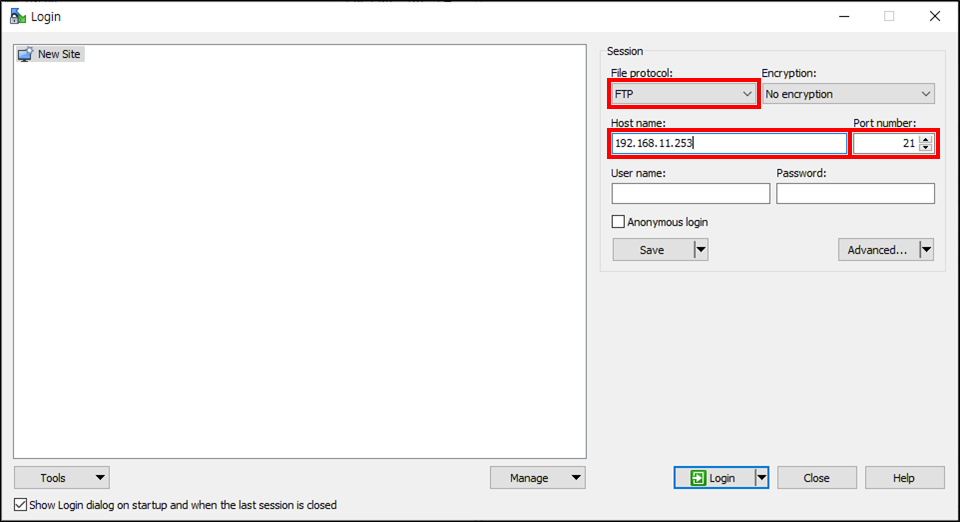 Login
New Site
Session
File protocol:
Encryption:
FTP
No encryption
Host name:
Port number:
192.168.11.253
21
User name:
Password:
Anonymous login
Save
Advanced...
Tools
Manage
Login
Close
Help
Show Login dialog on startup and when the last session is closed